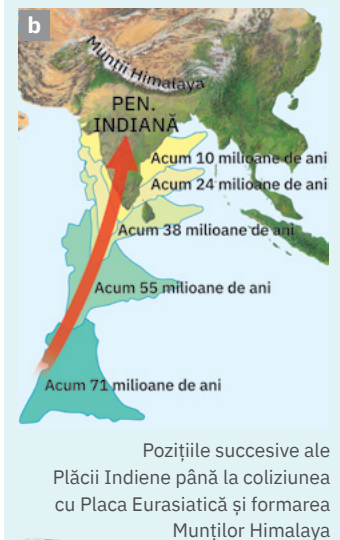 b
Munții Himalaya
PEN.
INDIANĂ
Acum 10 milioane de ani
Acum 24 milioane de ani
Acum 38 milioane de ani
Acum 55 milioane de ani
Acum 71 milioane de ani
Pozițiile succesive ale
Plăcii Indiene până la coliziunea
cu Placa Eurasiatică și formarea
Munților Himalaya